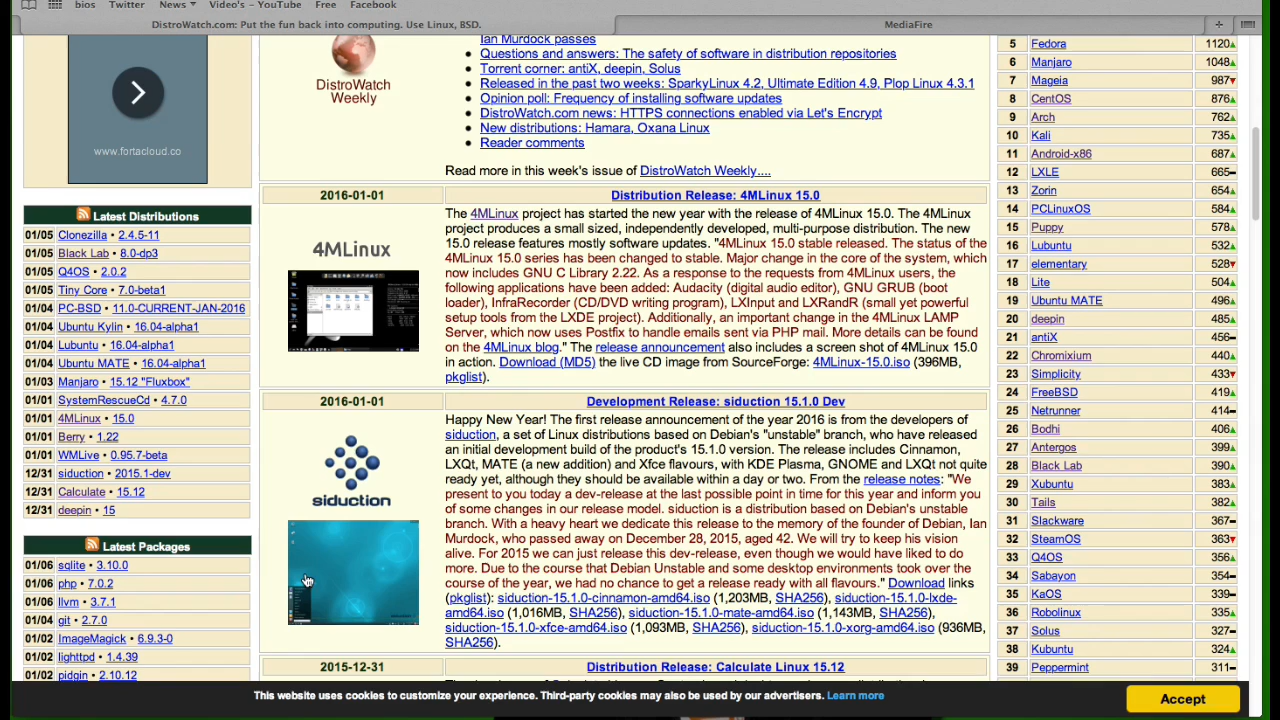 bios Twitter News ▾ Video's – YouTube Free Facebook
DistroWatch.com: Put the fun back into computing. Use Linux, BSD.
MediaFire
www.fortacloud.co
Latest Distributions
01/05 Clonezilla • 2.4.5-11
01/05 Black Lab • 8.0-dp3
01/05 Q4OS • 2.0.2
01/05 Tiny Core • 7.0-beta1
01/04 PC-BSD • 11.0-CURRENT-JAN-2016
01/04 Ubuntu Kylin • 16.04-alpha1
01/04 Lubuntu • 16.04-alpha1
01/04 Ubuntu MATE • 16.04-alpha1
01/03 Manjaro • 15.12 "Fluxbox"
01/01 SystemRescueCd • 4.7.0
01/01 4MLinux • 15.0
01/01 Berry • 1.22
01/01 WMLive • 0.95.7-beta
12/31 siduction • 2015.1-dev
12/31 Calculate • 15.12
12/31 deepin • 15
Latest Packages
01/06 sqlite • 3.10.0
01/06 php • 7.0.2
01/06 llvm • 3.7.1
01/04 git • 2.7.0
01/02 ImageMagick • 6.9.3-0
01/02 lighttpd • 1.4.39
01/02 pidgin • 2.10.12
DistroWatch
Weekly
Ian Murdock passes
• Questions and answers: The safety of software in distribution repositories
• Torrent corner: antiX, deepin, Solus
• Released in the past two weeks: SparkyLinux 4.2, Ultimate Edition 4.9, Plop Linux 4.3.1
• Opinion poll: Frequency of installing software updates
• DistroWatch.com news: HTTPS connections enabled via Let's Encrypt
• New distributions: Hamara, Oxana Linux
• Reader comments
Read more in this week's issue of DistroWatch Weekly....
2016-01-01
Distribution Release: 4MLinux 15.0
4MLinux
The 4MLinux project has started the new year with the release of 4MLinux 15.0. The 4MLinux
project produces a small sized, independently developed, multi-purpose distribution. The new
15.0 release features mostly software updates. "4MLinux 15.0 stable released. The status of the
4MLinux 15.0 series has been changed to stable. Major change in the core of the system, which
now includes GNU C Library 2.22. As a response to the requests from 4MLinux users, the
following applications have been added: Audacity (digital audio editor), GNU GRUB (boot
loader), InfraRecorder (CD/DVD writing program), LXInput and LXRandR (small yet powerful
setup tools from the LXDE project). Additionally, an important change in the 4MLinux LAMP
Server, which now uses Postfix to handle emails sent via PHP mail. More details can be found
on the 4MLinux blog." The release announcement also includes a screen shot of 4MLinux 15.0
in action. Download (MD5) the live CD image from SourceForge: 4MLinux-15.0.iso (396MB,
pkglist).
2016-01-01
Development Release: siduction 15.1.0 Dev
siduction
Happy New Year! The first release announcement of the year 2016 is from the developers of
siduction, a set of Linux distributions based on Debian's "unstable" branch, who have released
an initial development build of the product's 15.1.0 version. The release includes Cinnamon,
LXQt, MATE (a new addition) and Xfce flavours, with KDE Plasma, GNOME and LXQt not quite
ready yet, although they should be available within a day or two. From the release notes: "We
present to you today a dev-release at the last possible point in time for this year and inform you
of some changes in our release model. siduction is a distribution based on Debian's unstable
branch. With a heavy heart we dedicate this release to the memory of the founder of Debian, Ian
Murdock, who passed away on December 28, 2015, aged 42. We will try to keep his vision
alive. For 2015 we can just release this dev-release, even though we would have liked to do
more. Due to the course that Debian Unstable and some desktop environments took over the
course of the year, we had no chance to get a release ready with all flavours." Download links
(pkglist): siduction-15.1.0-cinnamon-amd64.iso (1,203MB, SHA256), siduction-15.1.0-lxde-
amd64.iso (1,016MB, SHA256), siduction-15.1.0-mate-amd64.iso (1,143MB, SHA256),
siduction-15.1.0-xfce-amd64.iso (1,093MB, SHA256), siduction-15.1.0-xorg-amd64.iso (936MB,
SHA256).
2015-12-31
Distribution Release: Calculate Linux 15.12
5 Fedora 1120
6 Manjaro 1048
7 Mageia 987
8 CentOS 876
9 Arch 762
10 Kali 735
11 Android-x86 687
12 LXLE 665
13 Zorin 654
14 PCLinuxOS 584
15 Puppy 578
16 Lubuntu 532
17 elementary 528
18 Lite 504
19 Ubuntu MATE 496
20 deepin 485
21 antiX 456
22 Chromixium 440
23 Simplicity 433
24 FreeBSD 419
25 Netrunner 414
26 Bodhi 406
27 Antergos 399
28 Black Lab 390
29 Xubuntu 383
30 Tails 382
31 Slackware 367
32 SteamOS 363
33 Q4OS 356
34 Sabayon 354
35 KaOS 339
36 Robolinux 335
37 Solus 327
38 Kubuntu 324
39 Peppermint 311
This website uses cookies to customize your experience. Third-party cookies may also be used by our advertisers. Learn more
Accept